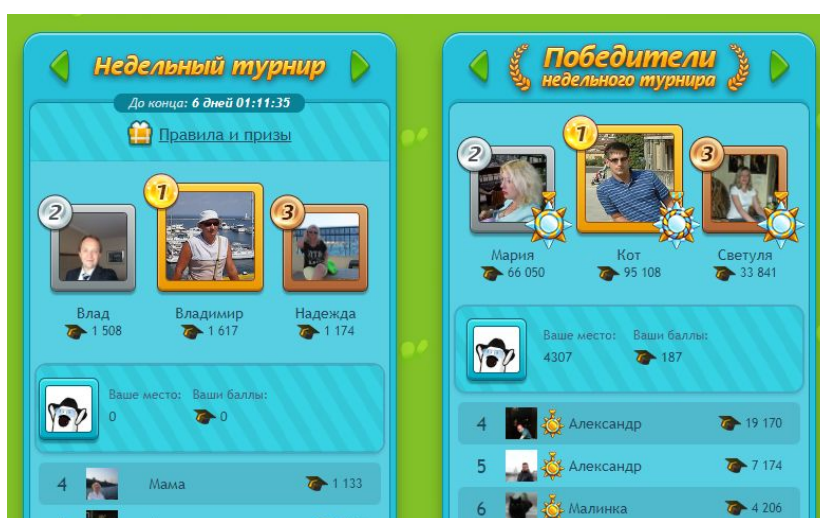 Недельный турнир
До конца: 6 дней 01:11:35
Правила и призы
2
1
3
Влад
1 508
Владимир
1 617
Надежда
1 174
Ваше место: Ваши баллы:
0 0
4 Мама 1 133
Победители
недельного турнира
2
1
3
Мария
66 050
Кот
95 108
Светуля
33 841
Ваше место: Ваши баллы:
4307 187
4 Александр 19 170
5 Александр 7 174
6 Малинка 4 206